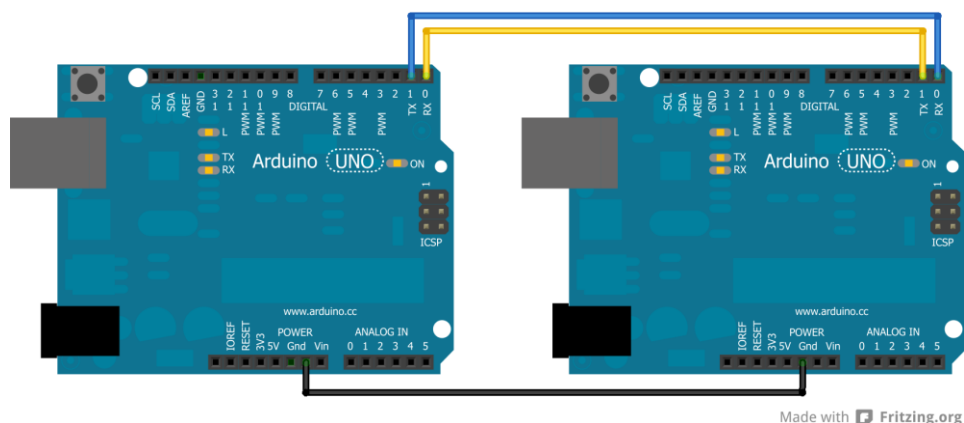 SCL
SDA
AREF
GND
13
12
PWM 11
PWM 10
PWM 9
8
DIGITAL
7
PWM 6
PWM 5
4
PWM 3
2
TX 1
RX 0
L
TX
RX
Arduino UNO
ON
1
ICSP
www.arduino.cc
IOREF
RESET
3V3
POWER
5V Gnd Vin
ANALOG IN
0 1 2 3 4 5
SCL
SDA
AREF
GND
13
12
PWM 11
PWM 10
PWM 9
8
DIGITAL
7
PWM 6
PWM 5
4
PWM 3
2
TX 1
RX 0
L
TX
RX
Arduino UNO
ON
1
ICSP
www.arduino.cc
IOREF
RESET
3V3
POWER
5V Gnd Vin
ANALOG IN
0 1 2 3 4 5
Made with Fritzing.org